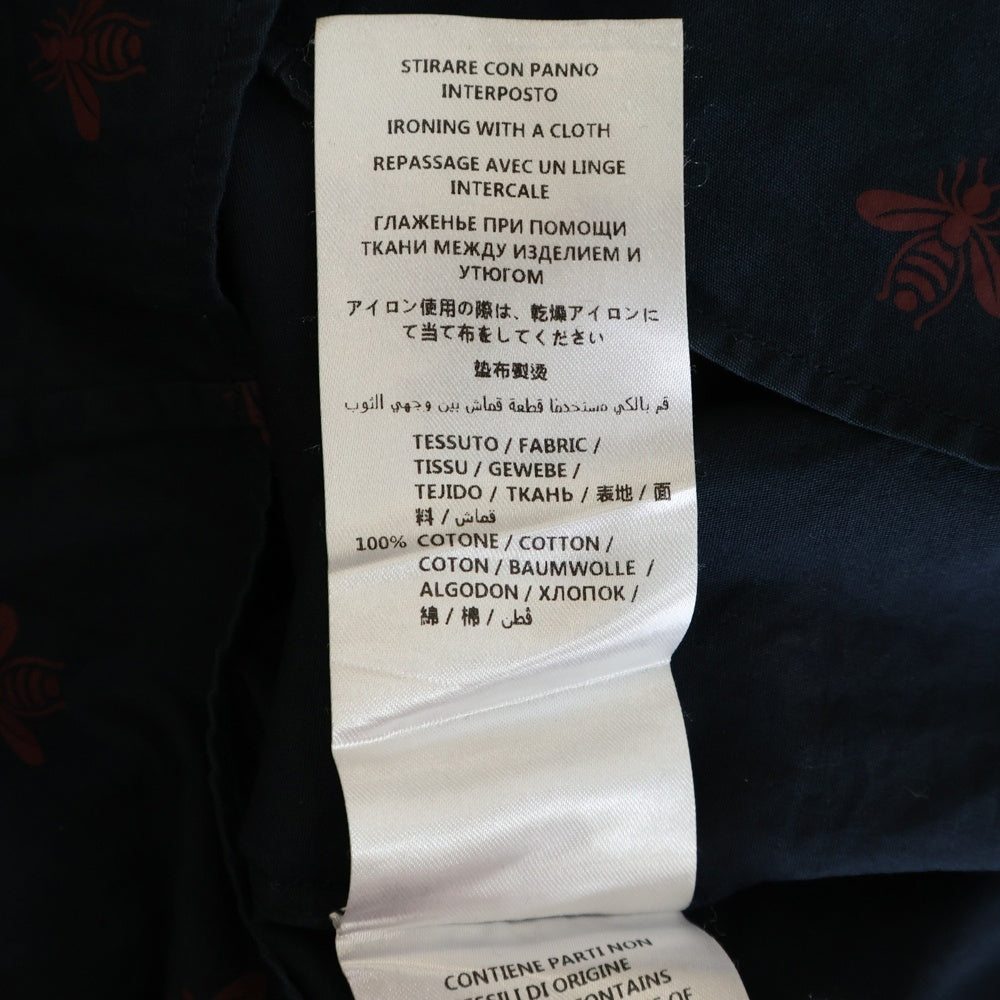 STIRARE CON PANNO
INTERPOSTO
IRONING WITH A CLOTH
REPASSAGE AVEC UN LINGE
INTERCALE
ГЛАЖЕНЬЕ ПРИ ПОМОЩИ
ТКАНИ МЕЖДУ ИЗДЕЛИЕМ И
УТЮГОМ
アイロン使用の際は、乾燥アイロンに
て当て布をしてください
垫布熨烫
قم بالكي مستخدمًا قطعة قماش بين وجهي الثوب
TESSUTO / FABRIC /
TISSU / GEWEBE /
TEJIDO / ТКАНЬ / 表地 / 面
料 / قماش
100% COTONE / COTTON /
COTON / BAUMWOLLE /
ALGODON / ХЛОПОК /
綿 / 棉 / قطن
CONTIENE PARTI NON
DI ORIGINE
OF